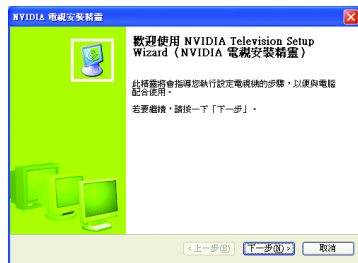 NVIDIA 電視安裝精靈
歡迎使用 NVIDIA Television Setup
Wizard（NVIDIA 電視安裝精靈）
此精靈將會指導您執行設定電視機的步驟，以便與電腦
配合使用。
若要繼續，請按一下「下一步」。
<上一步(B)
下一步(N)>
取消